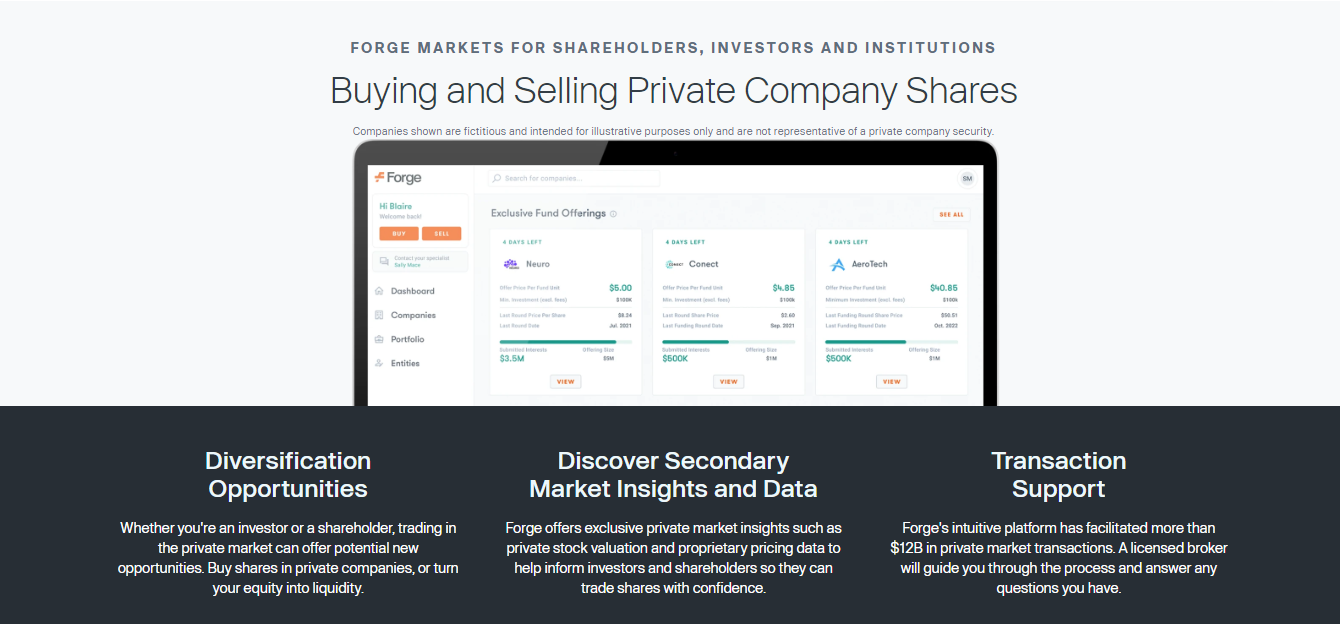 FORGE MARKETS FOR SHAREHOLDERS, INVESTORS AND INSTITUTIONS
Buying and Selling Private Company Shares
Companies shown are fictitious and intended for illustrative purposes only and are not representative of a private company security.
Forge
Search for companies...
SM
Hi Blaire
Welcome back!
BUY SELL
Contact your specialist
Sally Mace
Dashboard
Companies
Portfolio
Entities
Exclusive Fund Offerings
SEE ALL
4 DAYS LEFT
Neuro
Offer Price Per Fund Unit $5.00
Min. Investment (excl. fees) $100K
Last Round Price Per Share $8.24
Last Round Date Jul. 2021
Submitted Interests Offering Size
$3.5M $5M
VIEW
4 DAYS LEFT
Conect
Offer Price Per Fund Unit $4.85
Min. Investment (excl. fees) $100k
Last Round Share Price $3.60
Last Funding Round Date Sep. 2021
Submitted Interests Offering Size
$500K $1M
VIEW
4 DAYS LEFT
AeroTech
Offer Price Per Fund Unit $40.85
Minimum Investment (excl. fees) $100k
Last Funding Round Share Price $50.51
Last Funding Round Date Oct. 2022
Submitted Interests Offering Size
$500K $1M
VIEW
Diversification
Opportunities
Whether you're an investor or a shareholder, trading in
the private market can offer potential new
opportunities. Buy shares in private companies, or turn
your equity into liquidity.
Discover Secondary
Market Insights and Data
Forge offers exclusive private market insights such as
private stock valuation and proprietary pricing data to
help inform investors and shareholders so they can
trade shares with confidence.
Transaction
Support
Forge's intuitive platform has facilitated more than
$12B in private market transactions. A licensed broker
will guide you through the process and answer any
questions you have.